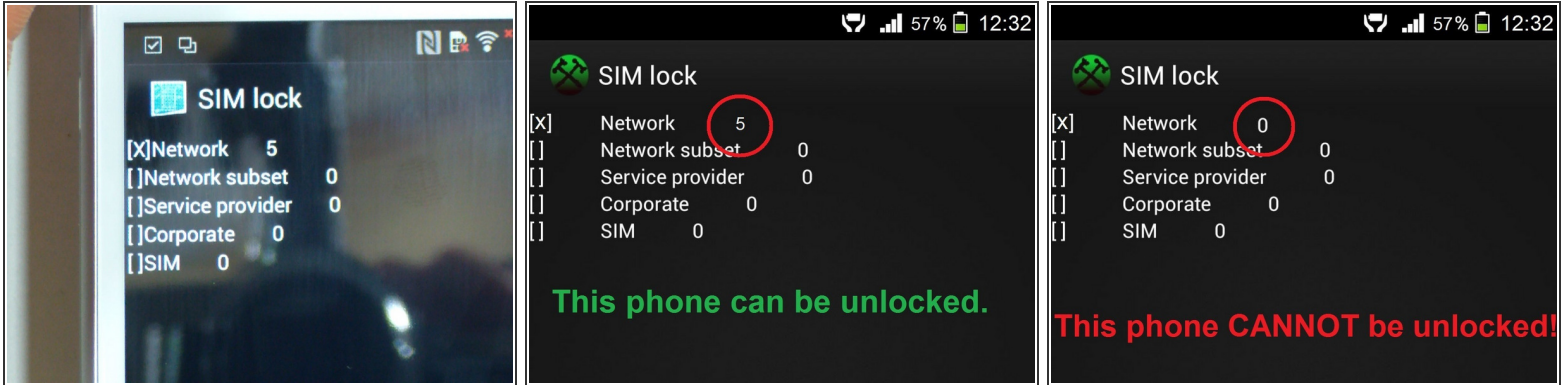 SIM lock
[X]Network 5
[ ]Network subset 0
[ ]Service provider 0
[ ]Corporate 0
[ ]SIM 0
57% 12:32
SIM lock
[X] Network 5
[ ] Network subset 0
[ ] Service provider 0
[ ] Corporate 0
[ ] SIM 0
This phone can be unlocked.
57% 12:32
SIM lock
[X] Network 0
[ ] Network subset 0
[ ] Service provider 0
[ ] Corporate 0
[ ] SIM 0
This phone CANNOT be unlocked!